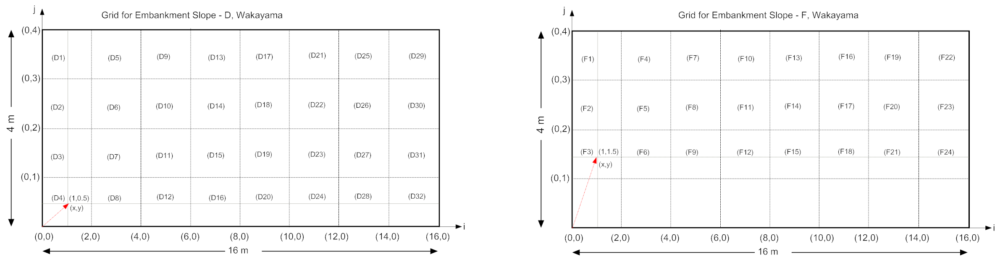 j
Grid for Embankment Slope - D, Wakayama
(0,4)
(D1) (D5) (D9) (D13) (D17) (D21) (D25) (D29)
(0,3)
(D2) (D6) (D10) (D14) (D18) (D22) (D26) (D30)
4 m
(0,2)
(D3) (D7) (D11) (D15) (D19) (D23) (D27) (D31)
(0,1)
(D4) (1,0.5) (D8) (D12) (D16) (D20) (D24) (D28) (D32)
(x,y)
i
(0,0) (2,0) (4,0) (6,0) (8,0) (10,0) (12,0) (14,0) (16,0)
16 m
j
Grid for Embankment Slope - F, Wakayama
(0,4)
(F1) (F4) (F7) (F10) (F13) (F16) (F19) (F22)
(0,3)
(F2) (F5) (F8) (F11) (F14) (F17) (F20) (F23)
4 m
(0,2)
(F3) (1,1.5) (F6) (F9) (F12) (F15) (F18) (F21) (F24)
(x,y)
(0,1)
i
(0,0) (2,0) (4,0) (6,0) (8,0) (10,0) (12,0) (14,0) (16,0)
16 m